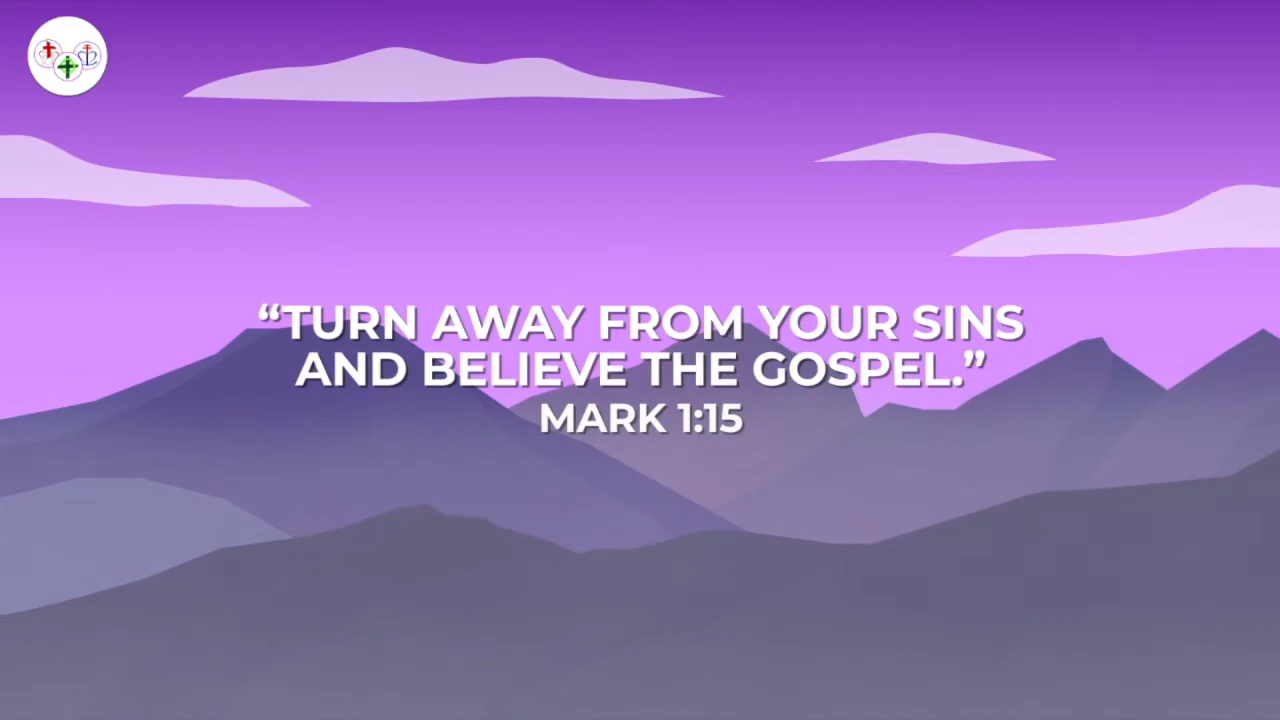 “TURN AWAY FROM YOUR SINS
AND BELIEVE THE GOSPEL.”
MARK 1:15